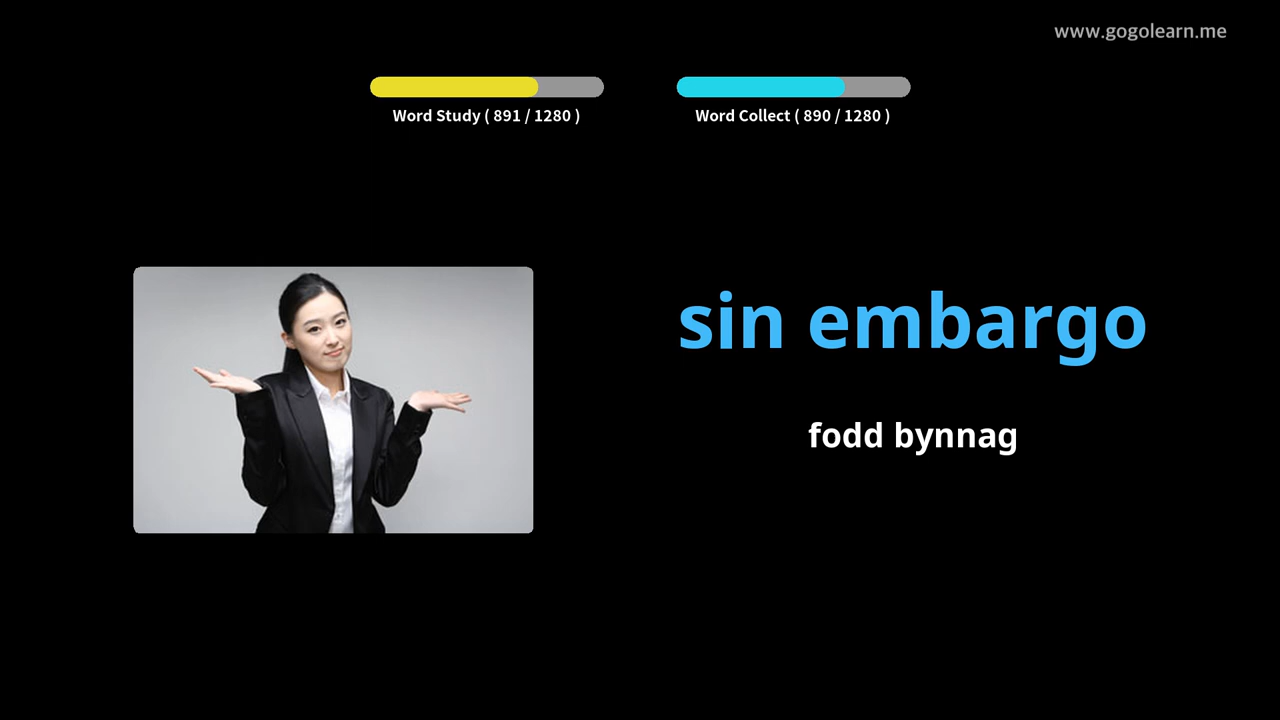 www.gogolearn.me
Word Study ( 891 / 1280 )
Word Collect ( 890 / 1280 )
sin embargo
fodd bynnag